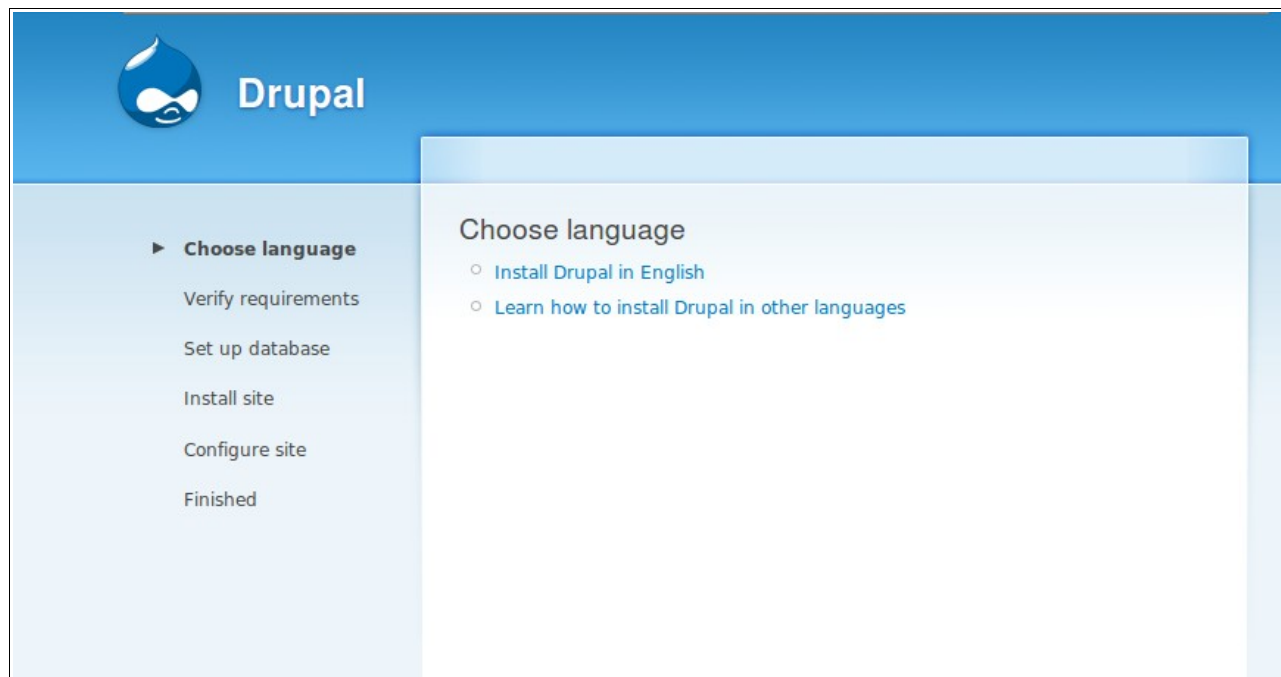 Drupal
Choose language
Verify requirements
Set up database
Install site
Configure site
Finished
Choose language
Install Drupal in English
Learn how to install Drupal in other languages